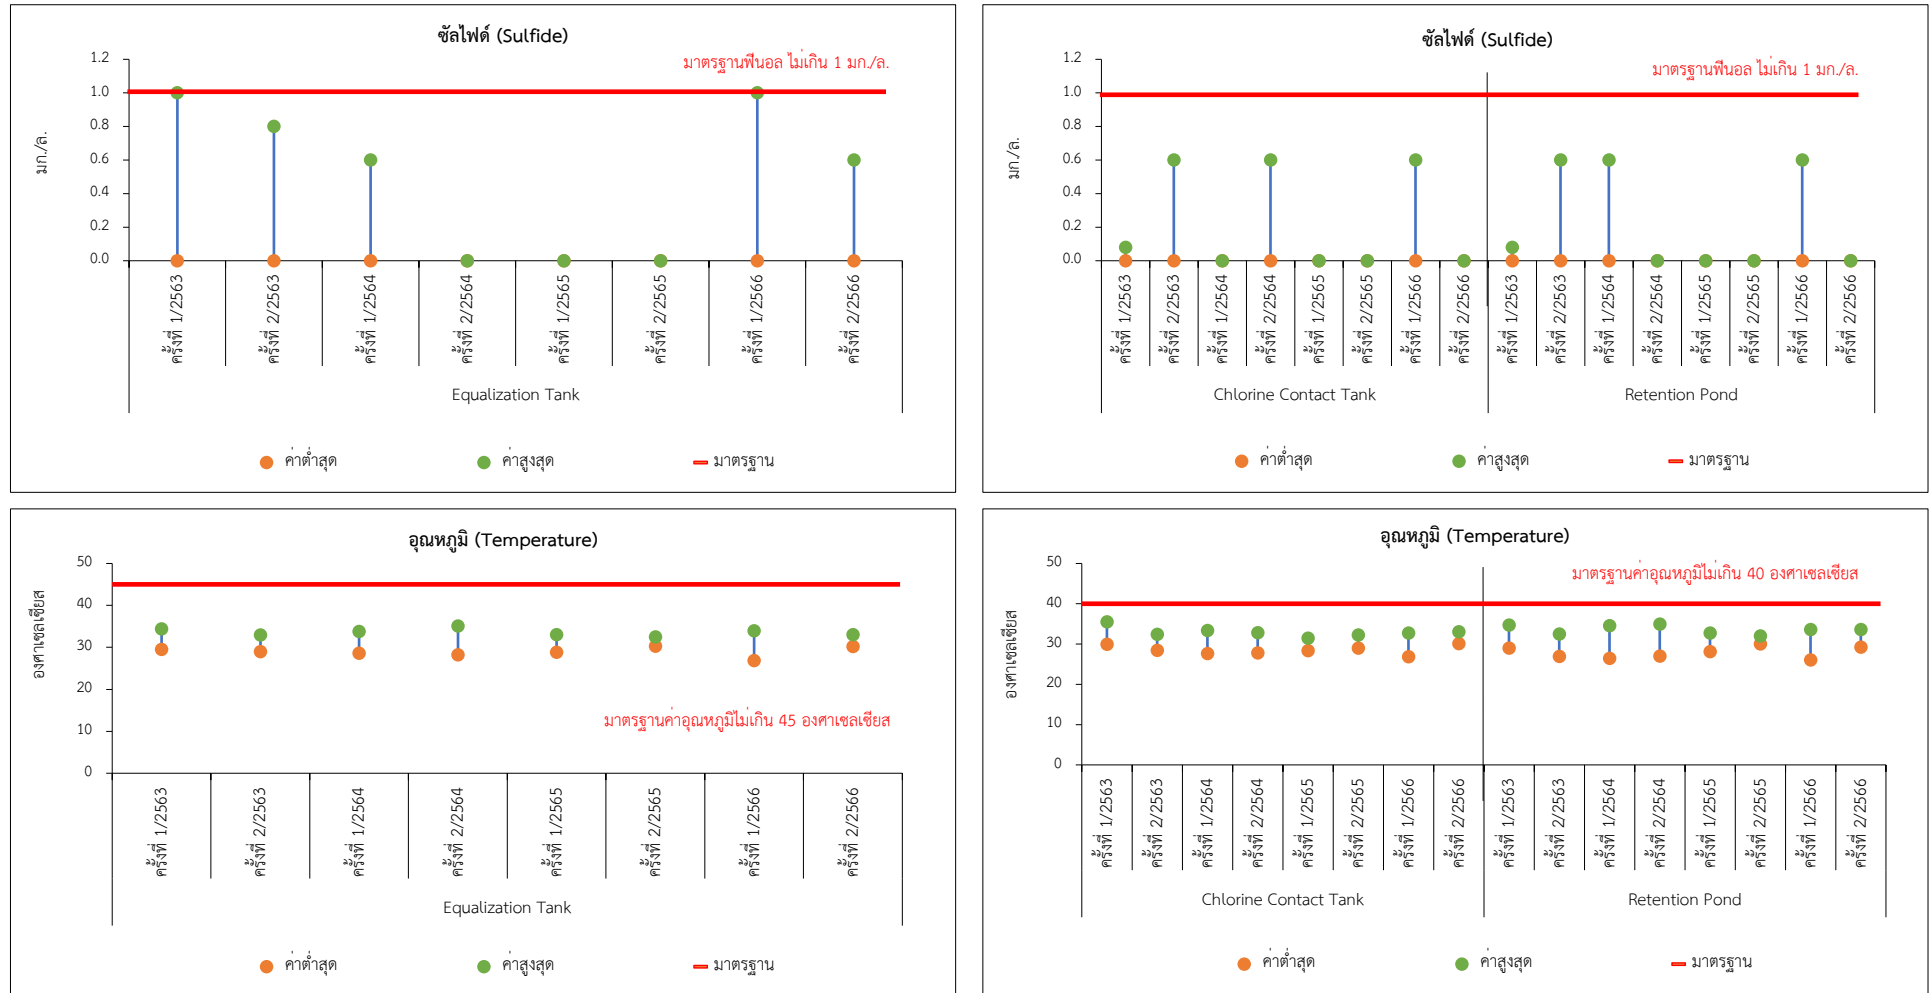 ซัลไฟด์ (Sulfide)
มาตรฐานฟีนอล ไม่เกิน 1 มก./ล.
มก./ล.
1.2
1.0
0.8
0.6
0.4
0.2
0.0
ครั้งที่ 1/2563
ครั้งที่ 2/2563
ครั้งที่ 1/2564
ครั้งที่ 2/2564
ครั้งที่ 1/2565
ครั้งที่ 2/2565
ครั้งที่ 1/2566
ครั้งที่ 2/2566
Equalization Tank
ค่าต่ำสุด ค่าสูงสุด มาตรฐาน
ซัลไฟด์ (Sulfide)
มาตรฐานฟีนอล ไม่เกิน 1 มก./ล.
มก./ล.
1.2
1.0
0.8
0.6
0.4
0.2
0.0
ครั้งที่ 1/2563
ครั้งที่ 2/2563
ครั้งที่ 1/2564
ครั้งที่ 2/2564
ครั้งที่ 1/2565
ครั้งที่ 2/2565
ครั้งที่ 1/2566
ครั้งที่ 2/2566
ครั้งที่ 1/2563
ครั้งที่ 2/2563
ครั้งที่ 1/2564
ครั้งที่ 2/2564
ครั้งที่ 1/2565
ครั้งที่ 2/2565
ครั้งที่ 1/2566
ครั้งที่ 2/2566
Chlorine Contact Tank Retention Pond
ค่าต่ำสุด ค่าสูงสุด มาตรฐาน
อุณหภูมิ (Temperature)
องศาเซลเซียส
50
40
30
20
10
0
มาตรฐานค่าอุณหภูมิไม่เกิน 45 องศาเซลเซียส
ครั้งที่ 1/2563
ครั้งที่ 2/2563
ครั้งที่ 1/2564
ครั้งที่ 2/2564
ครั้งที่ 1/2565
ครั้งที่ 2/2565
ครั้งที่ 1/2566
ครั้งที่ 2/2566
Equalization Tank
ค่าต่ำสุด ค่าสูงสุด มาตรฐาน
อุณหภูมิ (Temperature)
มาตรฐานค่าอุณหภูมิไม่เกิน 40 องศาเซลเซียส
องศาเซลเซียส
50
40
30
20
10
0
ครั้งที่ 1/2563
ครั้งที่ 2/2563
ครั้งที่ 1/2564
ครั้งที่ 2/2564
ครั้งที่ 1/2565
ครั้งที่ 2/2565
ครั้งที่ 1/2566
ครั้งที่ 2/2566
ครั้งที่ 1/2563
ครั้งที่ 2/2563
ครั้งที่ 1/2564
ครั้งที่ 2/2564
ครั้งที่ 1/2565
ครั้งที่ 2/2565
ครั้งที่ 1/2566
ครั้งที่ 2/2566
Chlorine Contact Tank Retention Pond
ค่าต่ำสุด ค่าสูงสุด มาตรฐาน